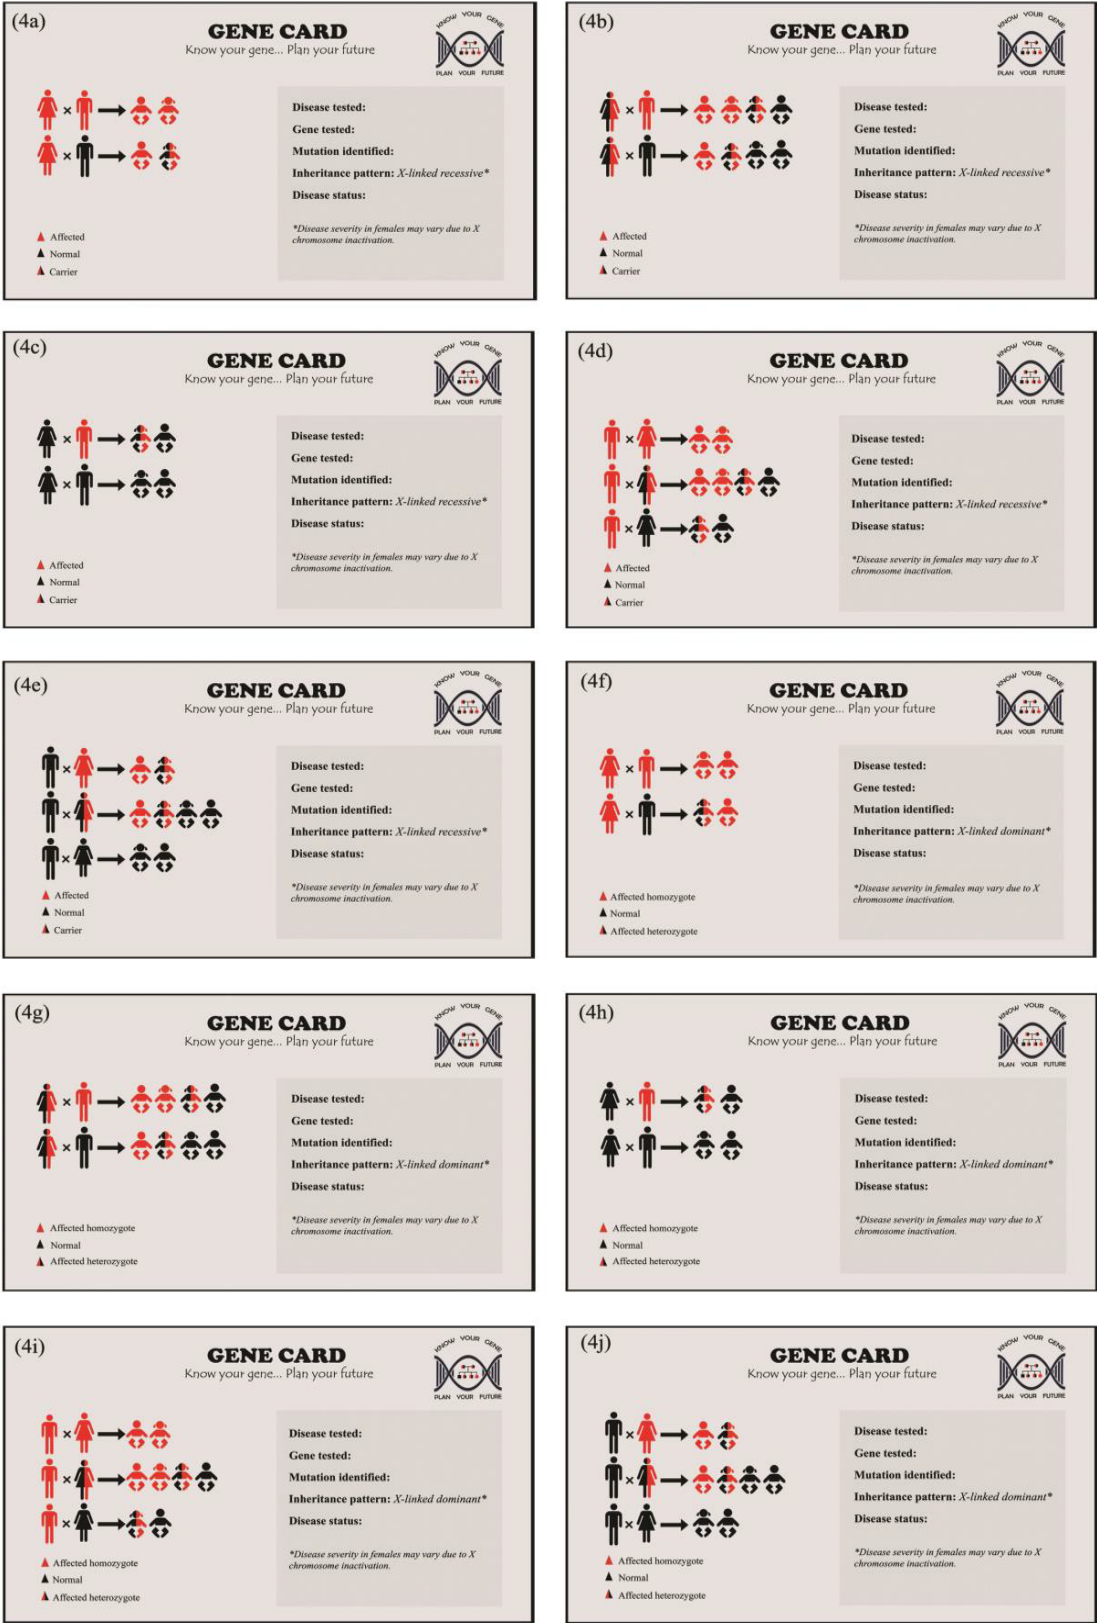 (4a)
GENE CARD
Know your gene... Plan your future
KNOW YOUR GENE
PLAN YOUR FUTURE
Disease tested:
Gene tested:
Mutation identified:
Inheritance pattern: X-linked recessive*
Disease status:
*Disease severity in females may vary due to X
chromosome inactivation.
Affected
Normal
Carrier
(4b)
GENE CARD
Know your gene... Plan your future
KNOW YOUR GENE
PLAN YOUR FUTURE
Disease tested:
Gene tested:
Mutation identified:
Inheritance pattern: X-linked recessive*
Disease status:
*Disease severity in females may vary due to X
chromosome inactivation.
Affected
Normal
Carrier
(4c)
GENE CARD
Know your gene... Plan your future
KNOW YOUR GENE
PLAN YOUR FUTURE
Disease tested:
Gene tested:
Mutation identified:
Inheritance pattern: X-linked recessive*
Disease status:
*Disease severity in females may vary due to X
chromosome inactivation.
Affected
Normal
Carrier
(4d)
GENE CARD
Know your gene... Plan your future
KNOW YOUR GENE
PLAN YOUR FUTURE
Disease tested:
Gene tested:
Mutation identified:
Inheritance pattern: X-linked recessive*
Disease status:
*Disease severity in females may vary due to X
chromosome inactivation.
Affected
Normal
Carrier
(4e)
GENE CARD
Know your gene... Plan your future
KNOW YOUR GENE
PLAN YOUR FUTURE
Disease tested:
Gene tested:
Mutation identified:
Inheritance pattern: X-linked recessive*
Disease status:
*Disease severity in females may vary due to X
chromosome inactivation.
Affected
Normal
Carrier
(4f)
GENE CARD
Know your gene... Plan your future
KNOW YOUR GENE
PLAN YOUR FUTURE
Disease tested:
Gene tested:
Mutation identified:
Inheritance pattern: X-linked dominant*
Disease status:
*Disease severity in females may vary due to X
chromosome inactivation.
Affected homozygote
Normal
Affected heterozygote
(4g)
GENE CARD
Know your gene... Plan your future
KNOW YOUR GENE
PLAN YOUR FUTURE
Disease tested:
Gene tested:
Mutation identified:
Inheritance pattern: X-linked dominant*
Disease status:
*Disease severity in females may vary due to X
chromosome inactivation.
Affected homozygote
Normal
Affected heterozygote
(4h)
GENE CARD
Know your gene... Plan your future
KNOW YOUR GENE
PLAN YOUR FUTURE
Disease tested:
Gene tested:
Mutation identified:
Inheritance pattern: X-linked dominant*
Disease status:
*Disease severity in females may vary due to X
chromosome inactivation.
Affected homozygote
Normal
Affected heterozygote
(4i)
GENE CARD
Know your gene... Plan your future
KNOW YOUR GENE
PLAN YOUR FUTURE
Disease tested:
Gene tested:
Mutation identified:
Inheritance pattern: X-linked dominant*
Disease status:
*Disease severity in females may vary due to X
chromosome inactivation.
Affected homozygote
Normal
Affected heterozygote
(4j)
GENE CARD
Know your gene... Plan your future
KNOW YOUR GENE
PLAN YOUR FUTURE
Disease tested:
Gene tested:
Mutation identified:
Inheritance pattern: X-linked dominant*
Disease status:
*Disease severity in females may vary due to X
chromosome inactivation.
Affected homozygote
Normal
Affected heterozygote